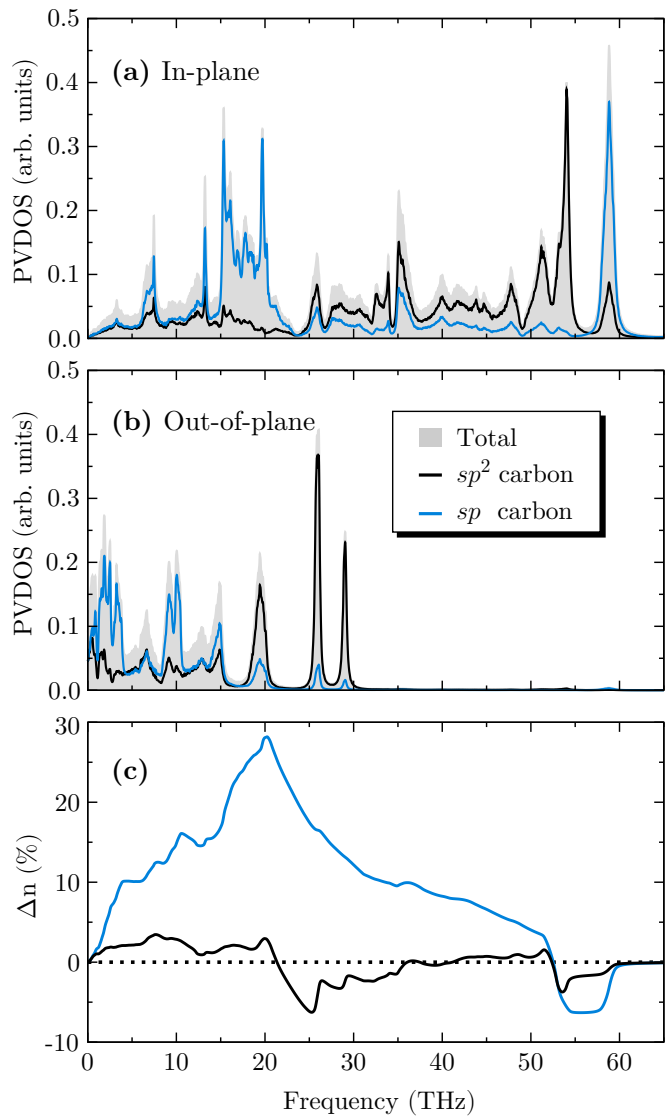 0.5
0.4
0.3
0.2
0.1
0.0
PVDOS (arb. units)
(a) In-plane
0.5
0.4
0.3
0.2
0.1
0.0
PVDOS (arb. units)
(b) Out-of-plane
Total
sp² carbon
sp carbon
30
20
10
0
-10
Δn (%)
(c)
0 10 20 30 40 50 60
Frequency (THz)